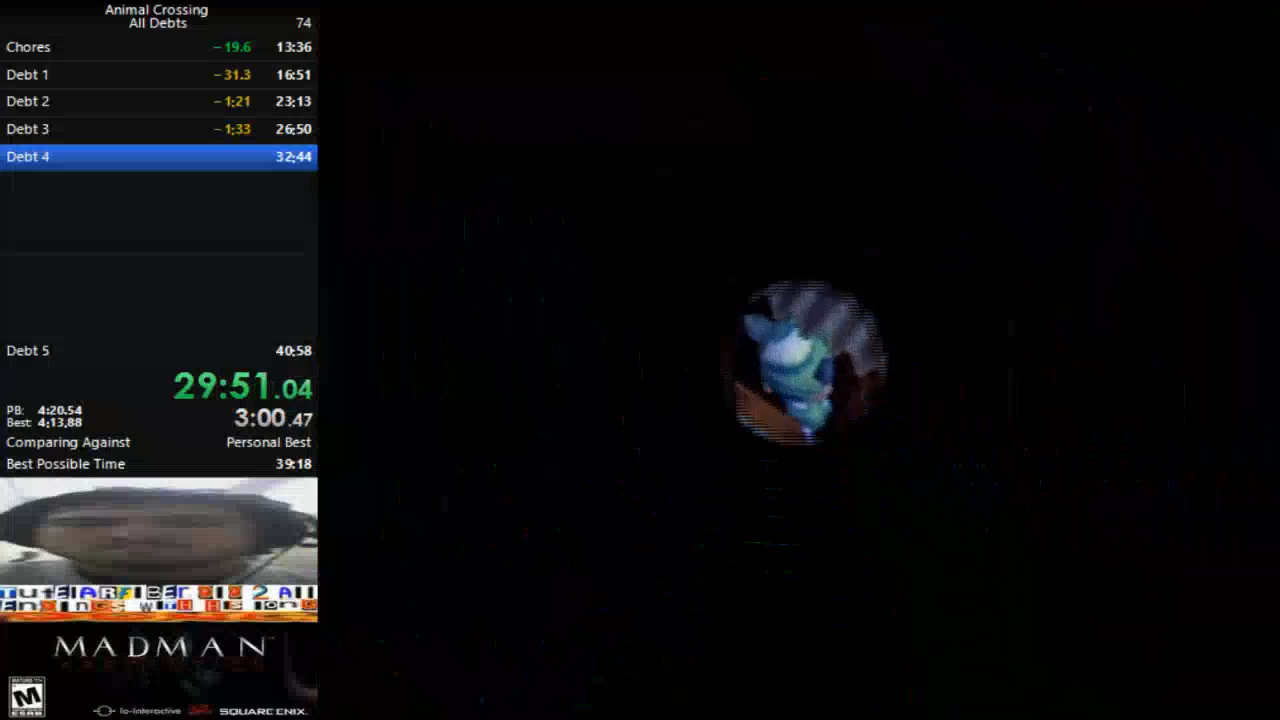 Animal Crossing
All Debts 74
Chores -19.6 13:36
Debt 1 -31.3 16:51
Debt 2 -1:21 23:13
Debt 3 -1:33 26:50
Debt 4 32:44
Debt 5 40:58
29:51.04
PB: 4:20.54 3:00.47
Best: 4:13.88
Comparing Against Personal Best
Best Possible Time 39:18
MADMAN
M
ESRB
Io-Interactive SQUARE ENIX.